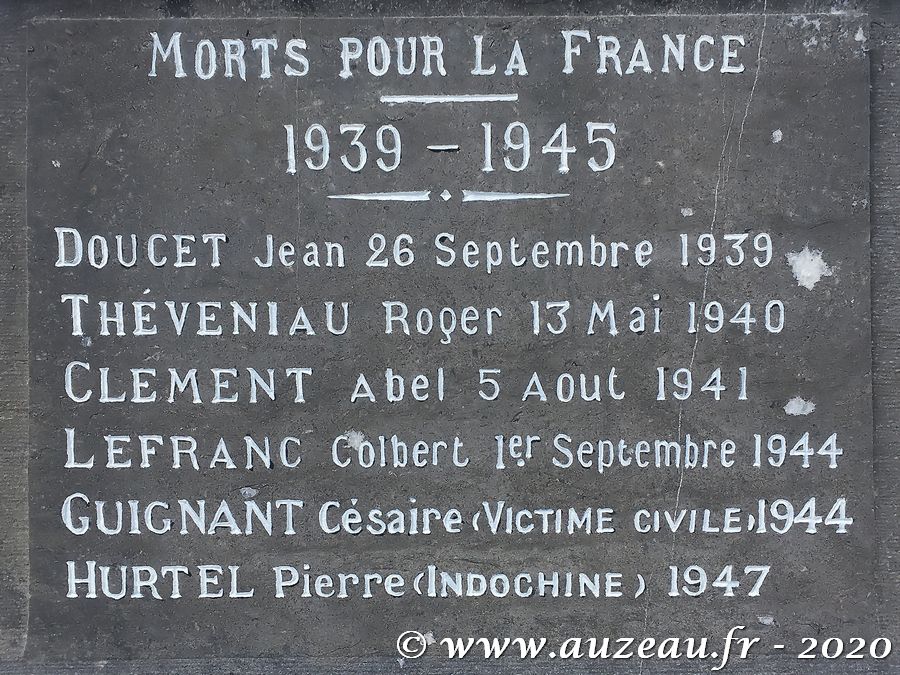 MORTS POUR LA FRANCE
1939 - 1945
DOUCET Jean 26 Septembre 1939
THÉVENIAU Roger 13 Mai 1940
CLEMENT Abel 5 Aout 1941
LEFRANC Colbert 1er Septembre 1944
GUIGNANT Césaire (VICTIME CIVILE) 1944
HURTEL Pierre (INDOCHINE) 1947
© www.auzeau.fr - 2020